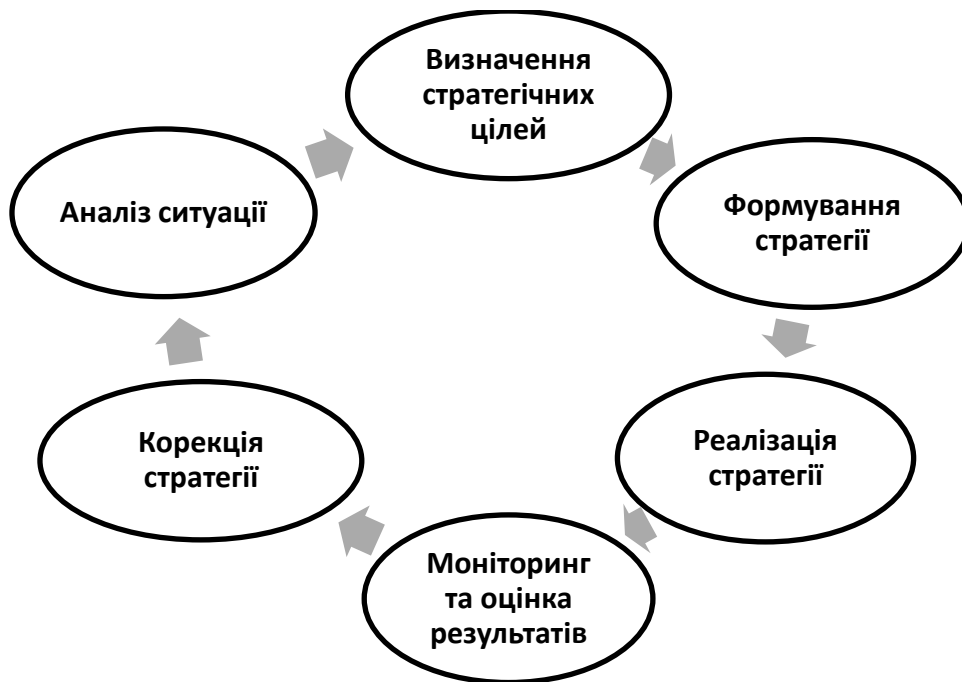 Визначення
стратегічних
цілей
Формування
стратегії
Реалізація
стратегії
Моніторинг
та оцінка
результатів
Корекція
стратегії
Аналіз ситуації